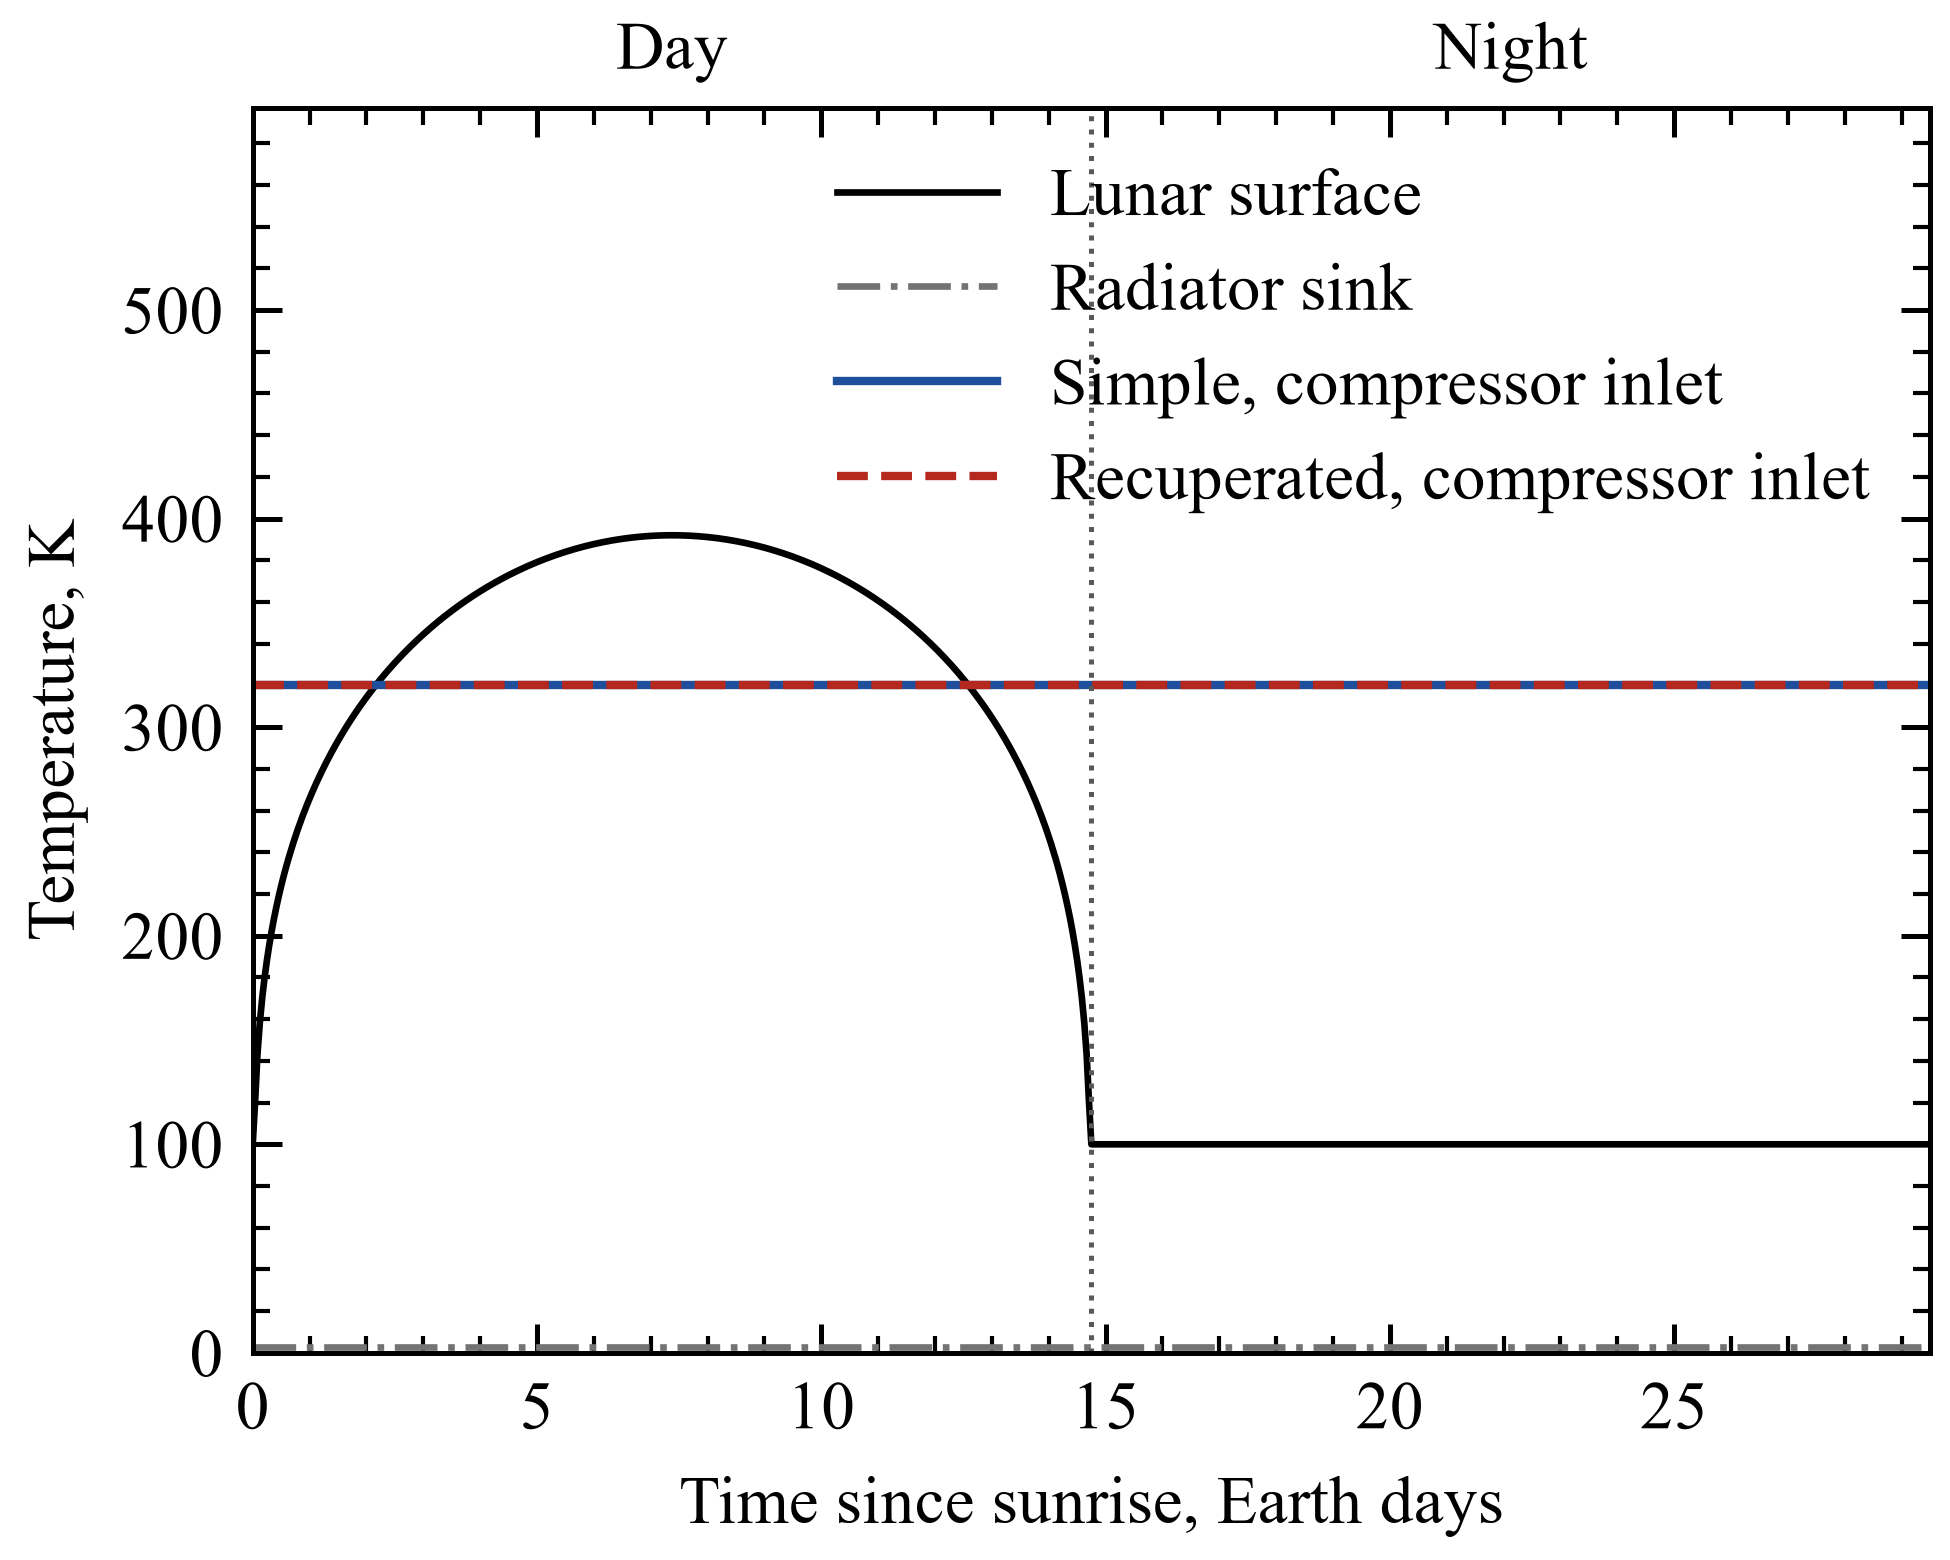 Day
Night
Lunar surface
Radiator sink
Simple, compressor inlet
Recuperated, compressor inlet
Temperature, K
500
400
300
200
100
0
0 5 10 15 20 25
Time since sunrise, Earth days